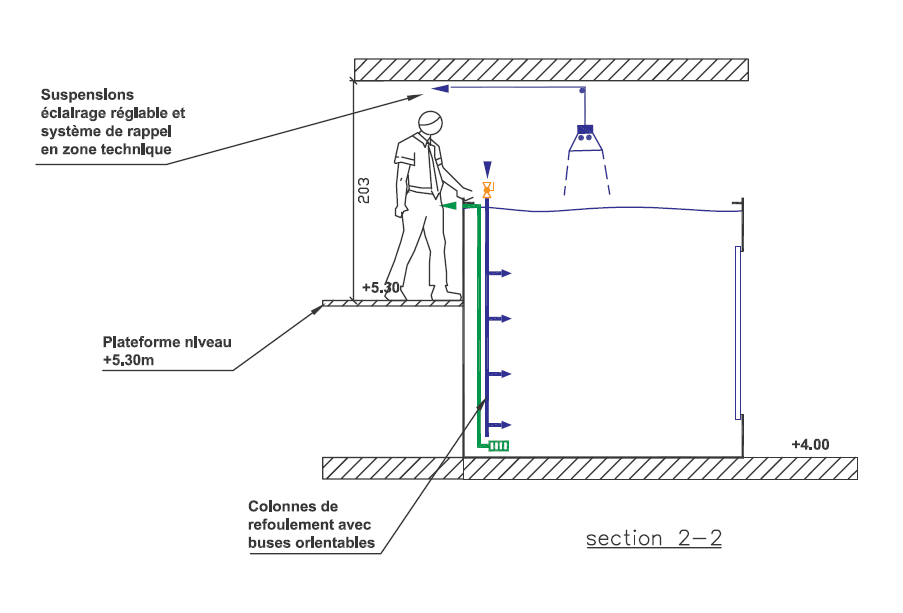 Suspensions
éclairage réglable et
système de rappel
en zone technique
203
+5.30
Plateforme niveau
+5.30m
+4.00
Colonnes de
refoulement avec
buses orientables
section 2-2